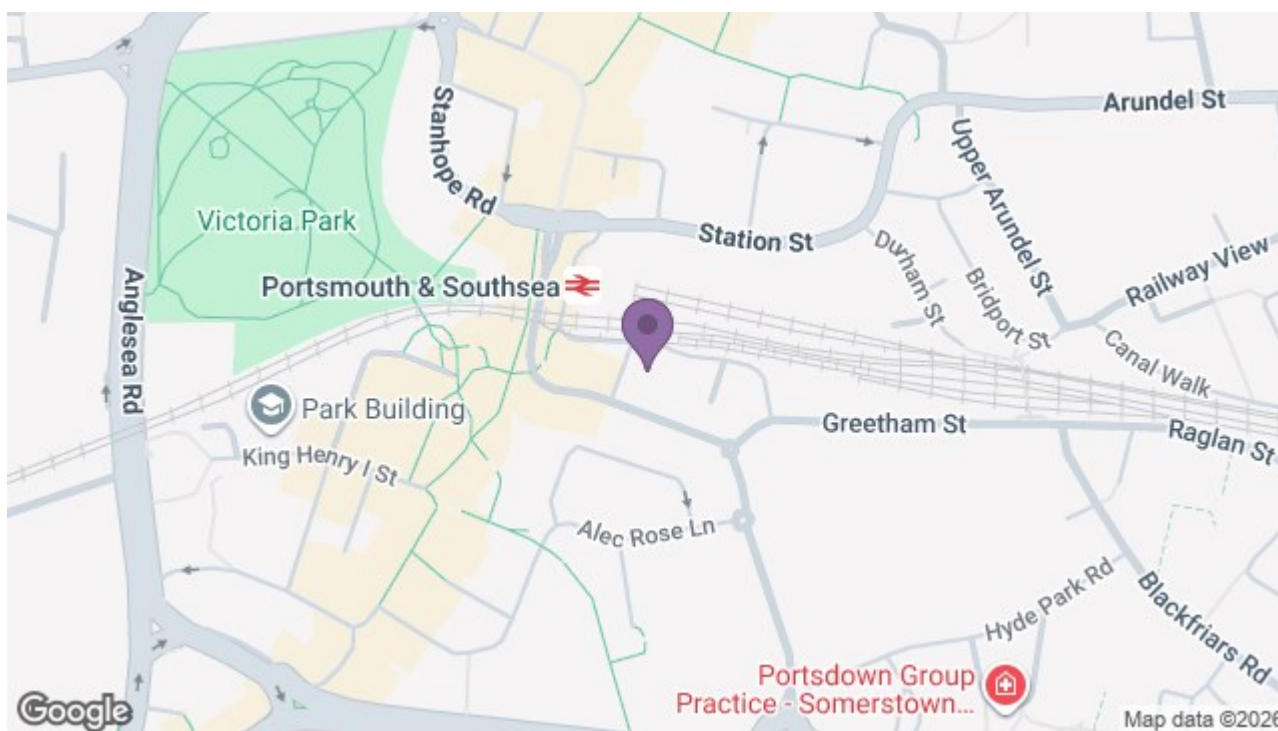 Arundel St
Stanhope Rd
Upper Arundel St
Victoria Park
Station St
Durham St
Bridport St
Railway View
Portsmouth & Southsea
Anglesea Rd
Canal Walk
Park Building
Greetham St
Raglan St
King Henry I St
Alec Rose Ln
Hyde Park Rd
Blackfriars Rd
Portsdown Group
Practice - Somerstown...
Google
Map data ©2026